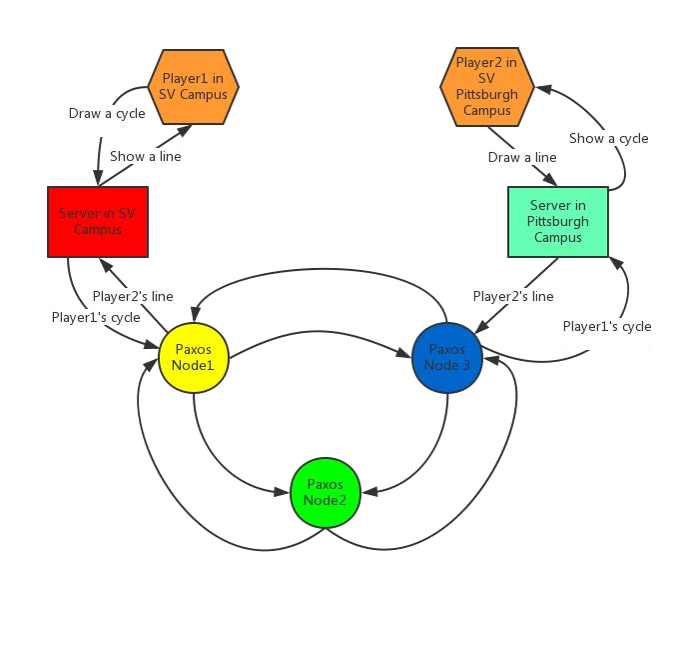 Player1 in
SV Campus
Player2 in
SV
Pittsburgh
Campus
Draw a cycle
Show a line
Show a cycle
Draw a line
Server in SV
Campus
Server in
Pittsburgh
Campus
Player2's line
Player1's cycle
Player2's line
Player1's cycle
Paxos
Node1
Paxos
Node 3
Paxos
Node2